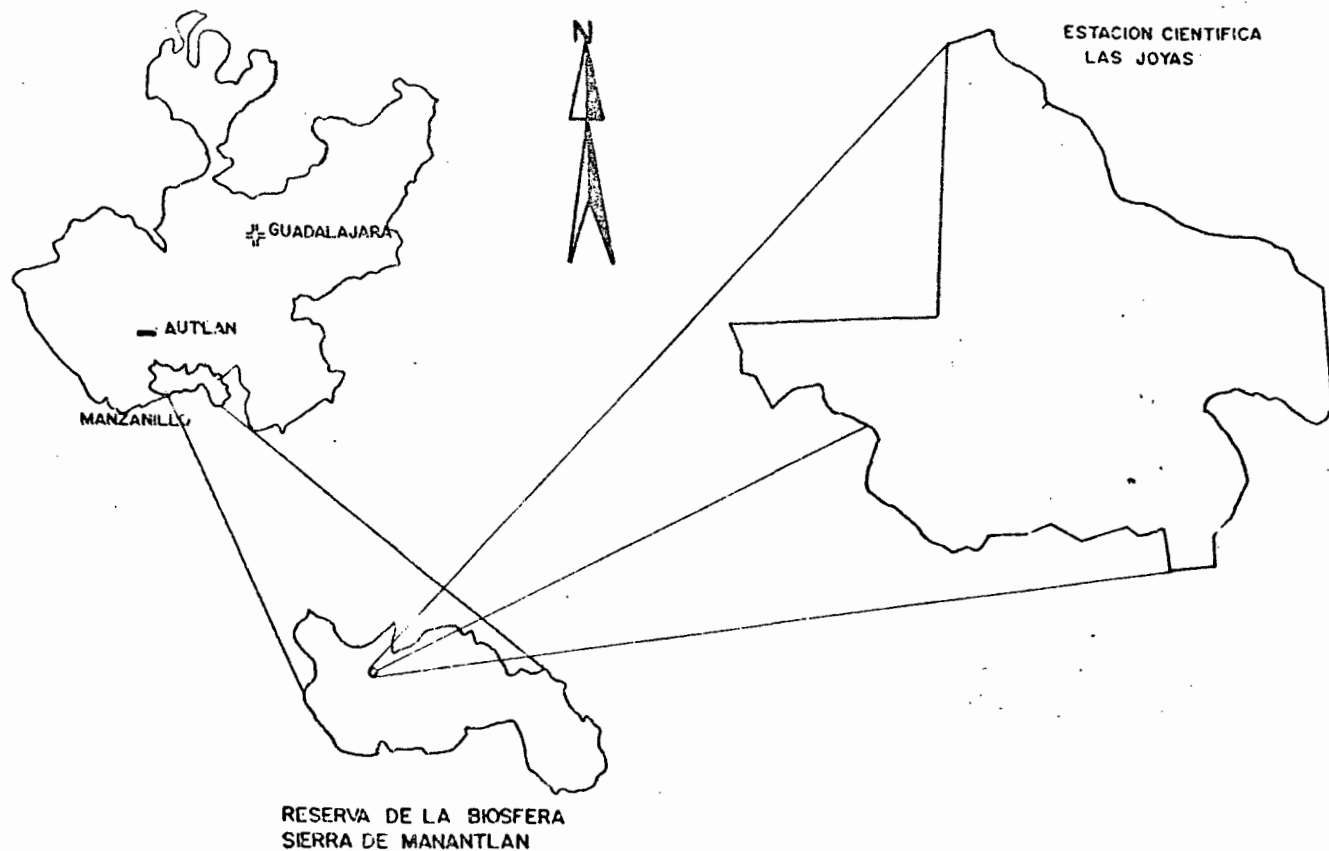 N
ESTACION CIENTIFICA
LAS JOYAS
GUADALAJARA
AUTLAN
MANZANILLO
RESERVA DE LA BIOSFERA
SIERRA DE MANANTLAN